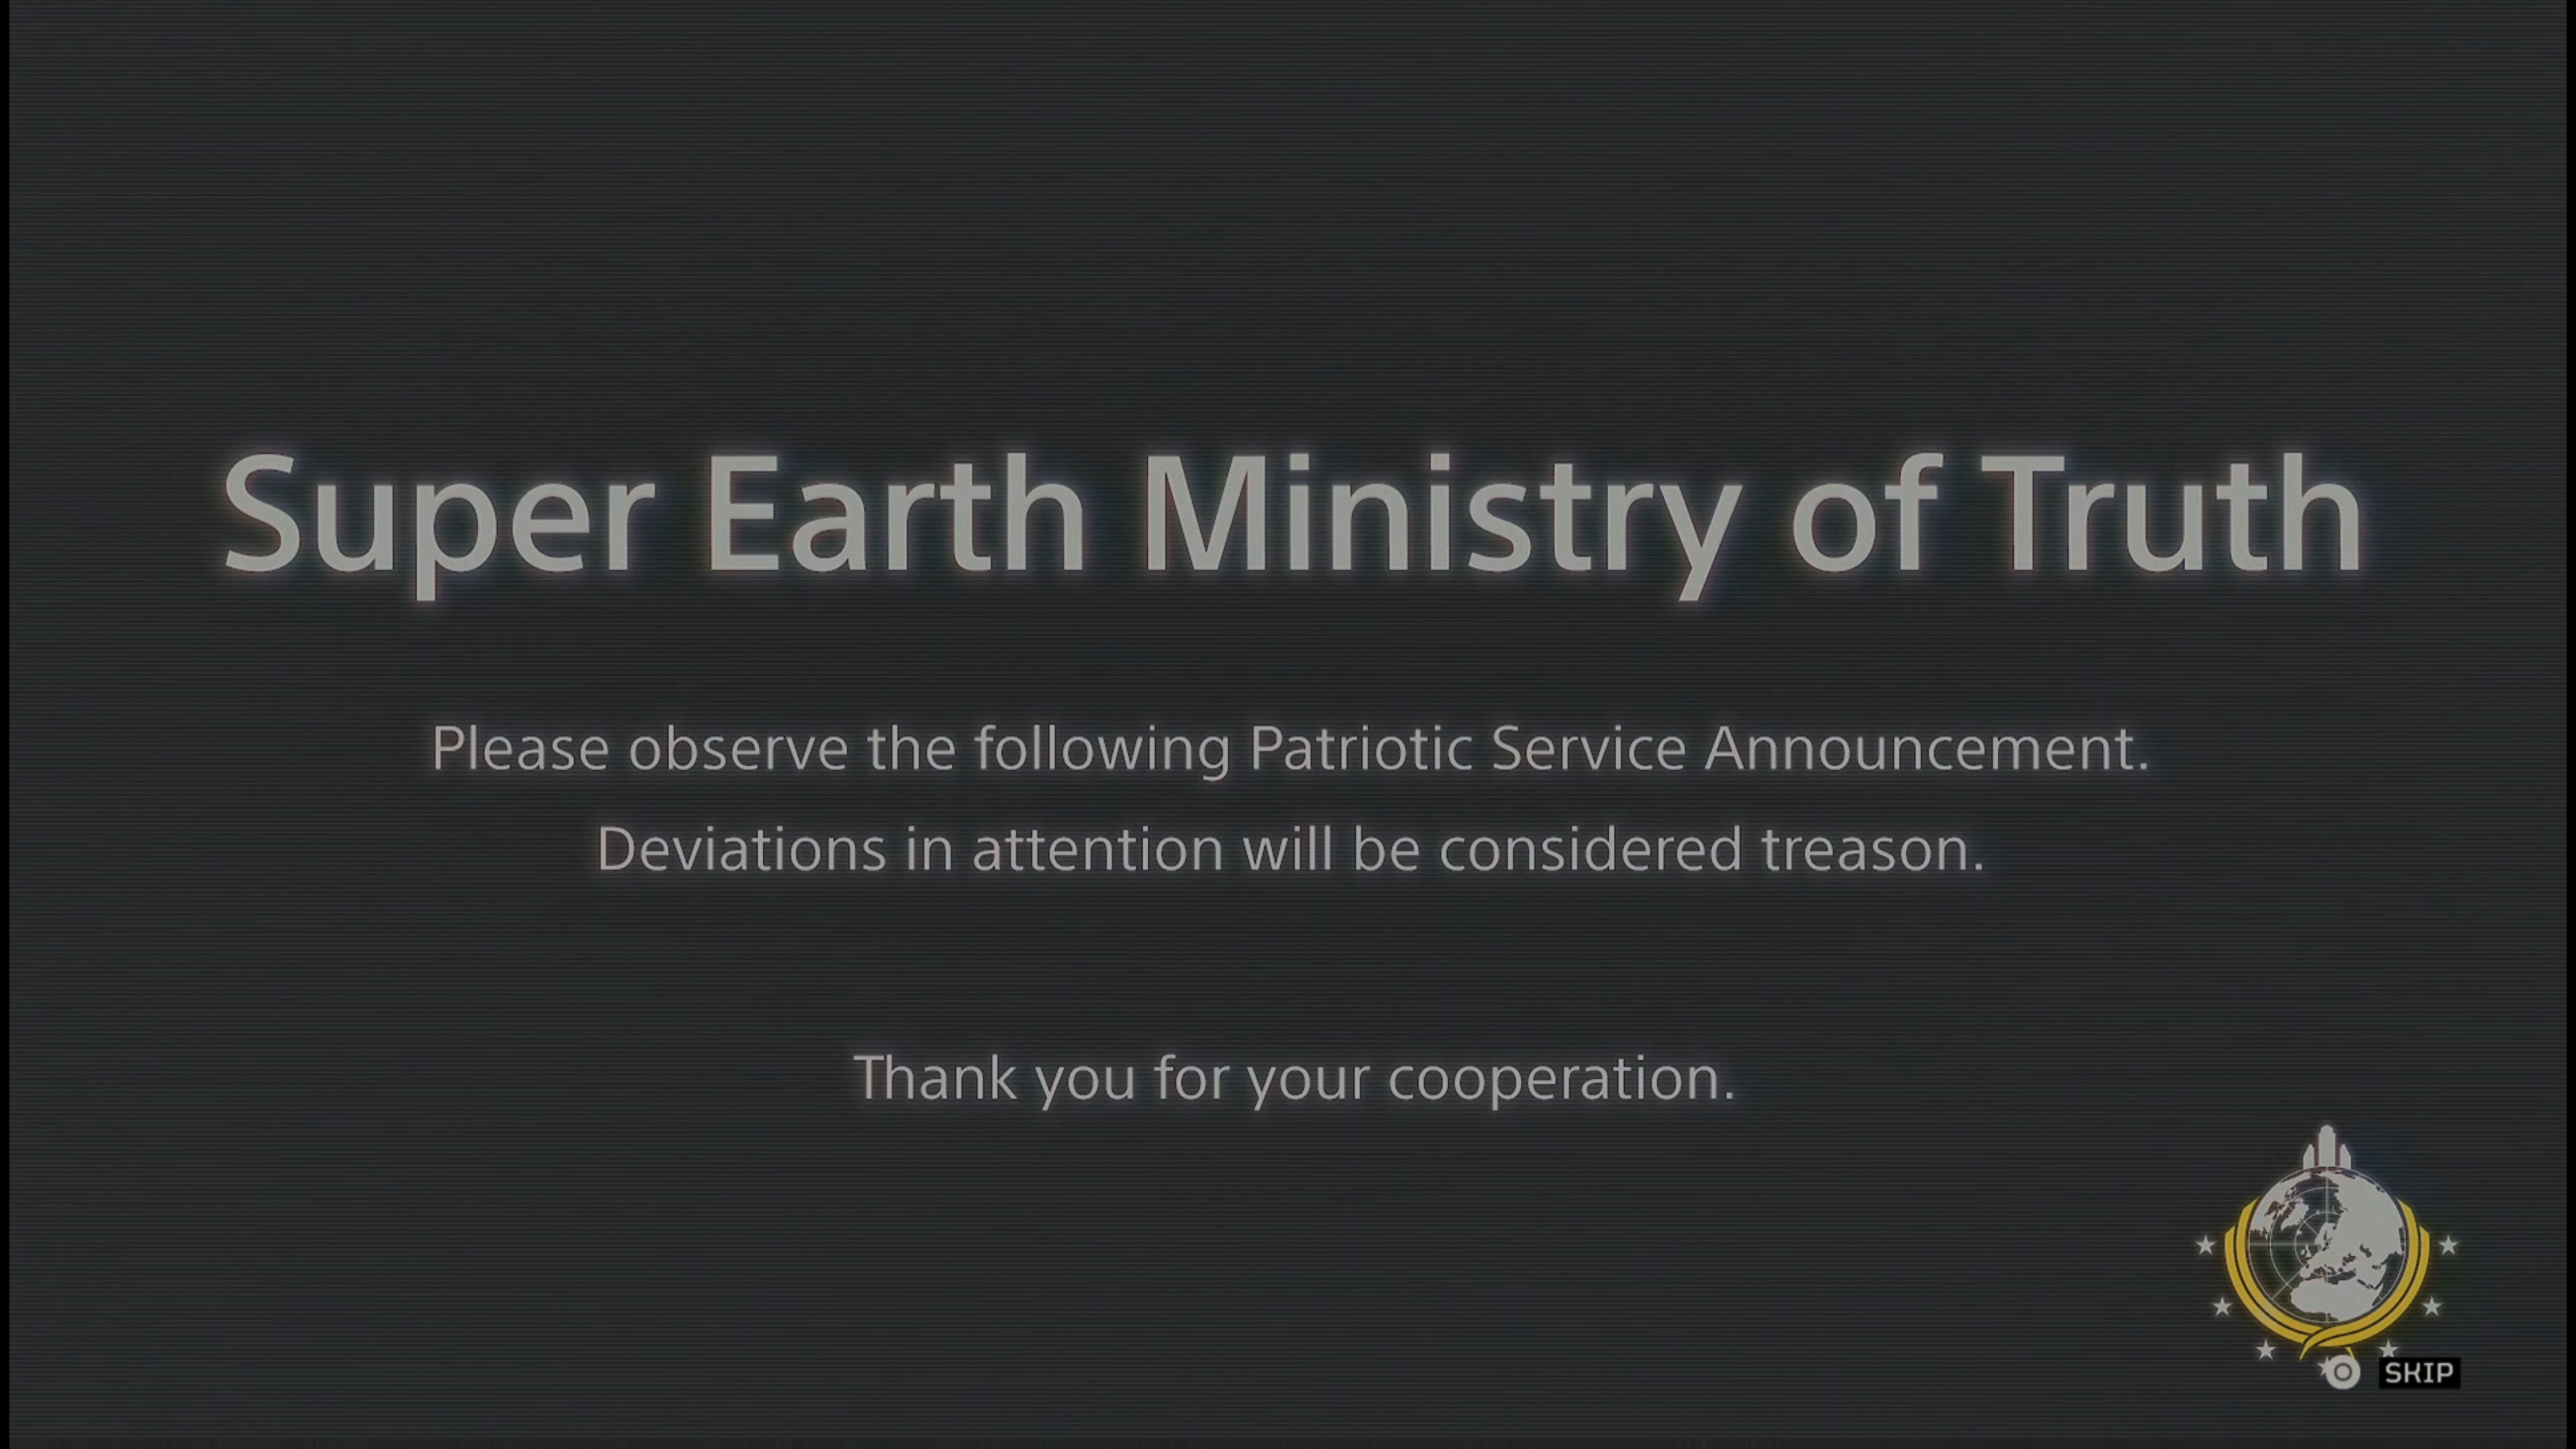 Super Earth Ministry of Truth
Please observe the following Patriotic Service Announcement.
Deviations in attention will be considered treason.
Thank you for your cooperation.
SKIP